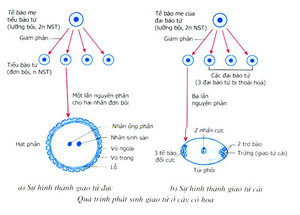 Tế bào mẹ
tiểu bào tử
(lưỡng bội, 2n NST)
Giảm phân
Tiểu bào tử
(đơn bội, n NST)
Một lần
nguyên phân
cho hai nhân đơn bội
Nhân ống phấn
Nhân sinh sản
Vỏ ngoài
Vỏ trong
Lỗ
Hạt phấn
a) Sự hình thành giao tử đực
Tế bào mẹ của
đại bào tử
(lưỡng bội, 2n NST)
Giảm phân
Các đại bào tử
(3 đại bào tử bị thoái hoá)
Ba lần
nguyên phân
2 nhân cực
3 tế bào
đối cực
2 trợ bào
Trứng (giao tử cái)
Túi phôi
b) Sự hình thành giao tử cái
Quá trình phát sinh giao tử ở cây có hoa